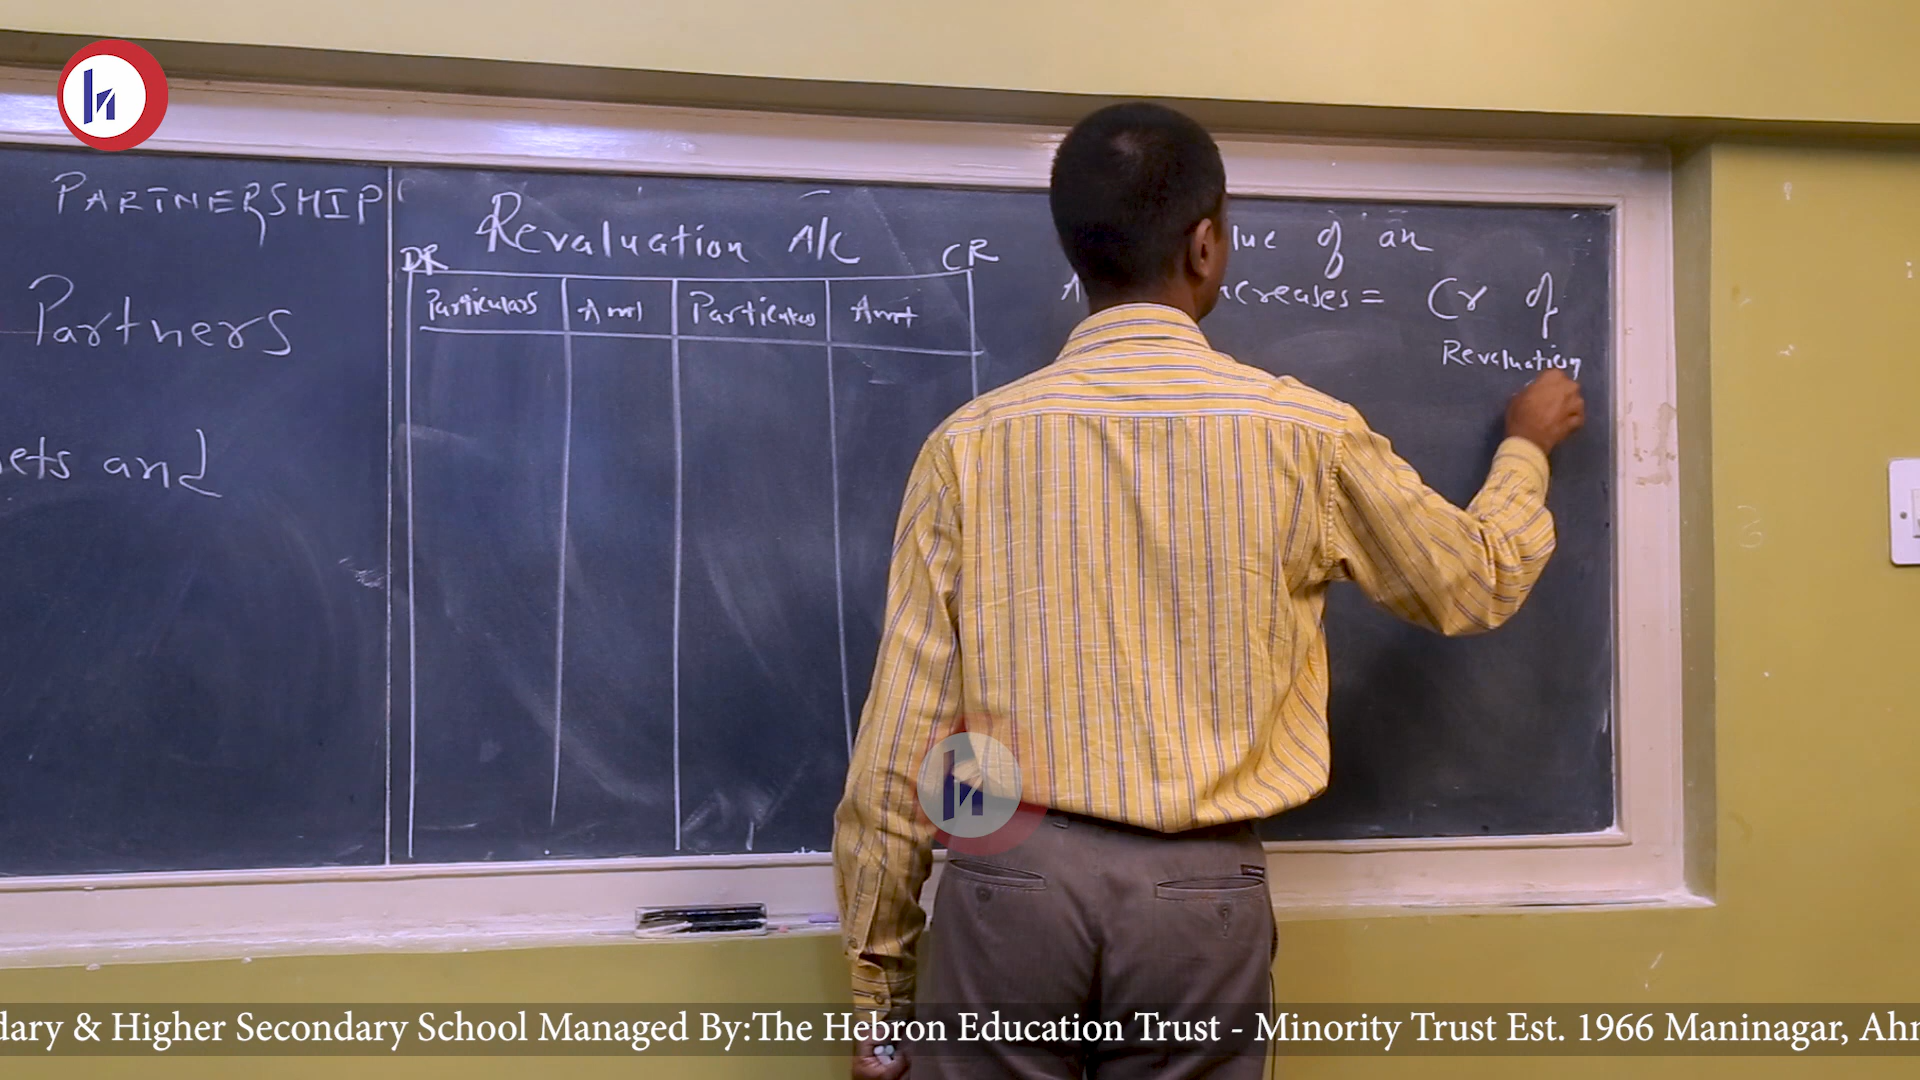 PARTNERSHIP
Partners
ets and
Revaluation A/c
DR CR
Particulars Amt Particulars Amt
lue of an
A ncreases = Cr of
Revaluation
dary & Higher Secondary School Managed By:The Hebron Education Trust - Minority Trust Est. 1966 Maninagar, Ahr